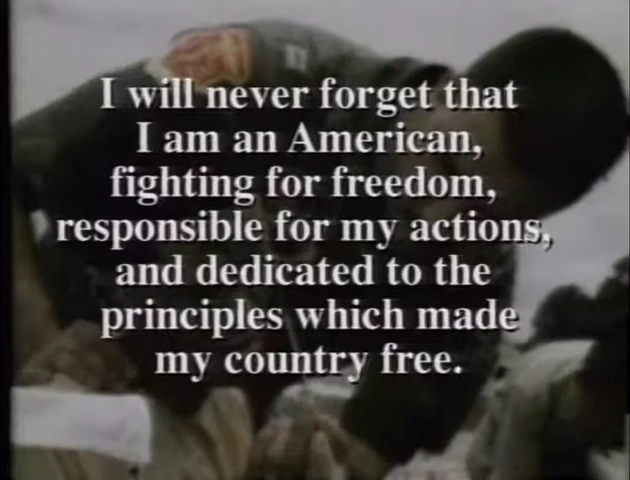 I will never forget that
I am an American,
fighting for freedom,
responsible for my actions,
and dedicated to the
principles which made
my country free.